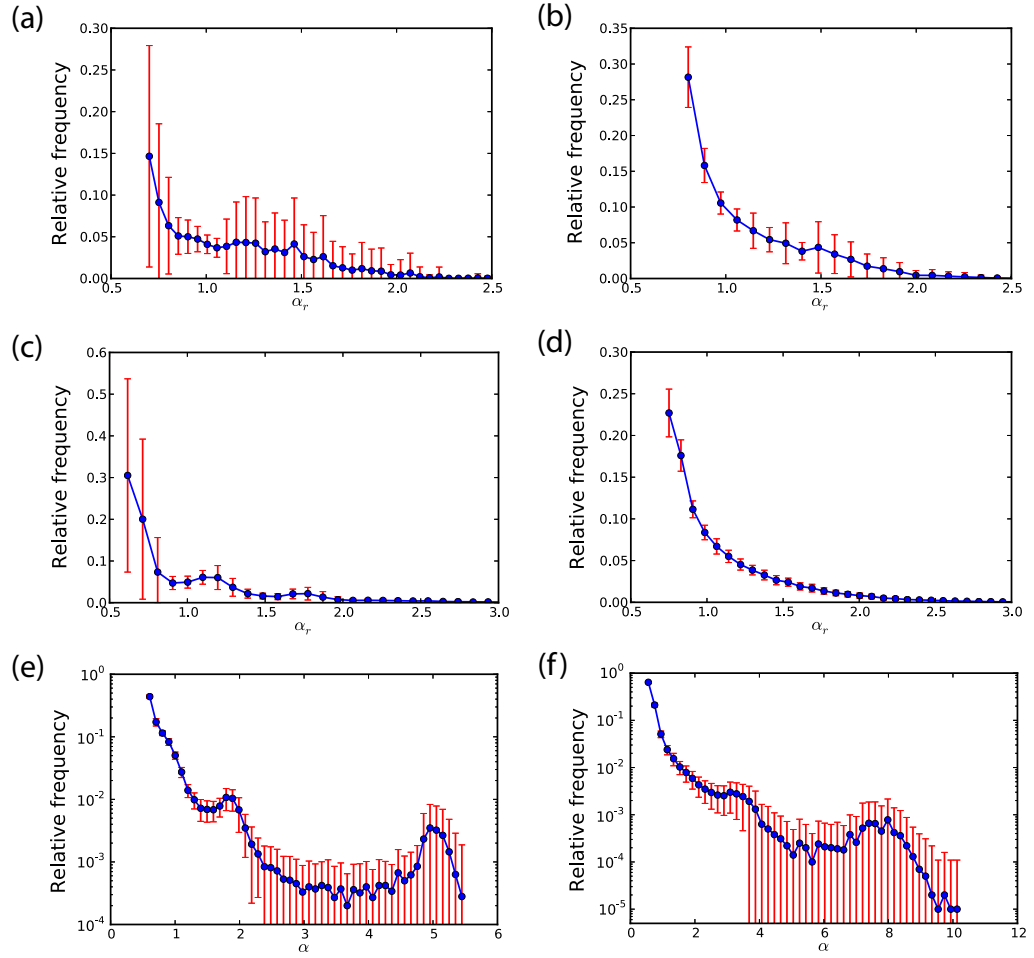 (a)
0.30
0.25
0.20
0.15
0.10
0.05
0.00
0.5 1.0 1.5 2.0 2.5
Relative frequency
αr
(b)
0.35
0.30
0.25
0.20
0.15
0.10
0.05
0.00
0.5 1.0 1.5 2.0 2.5
Relative frequency
αr
(c)
0.6
0.5
0.4
0.3
0.2
0.1
0.0
0.5 1.0 1.5 2.0 2.5 3.0
Relative frequency
αr
(d)
0.30
0.25
0.20
0.15
0.10
0.05
0.00
0.5 1.0 1.5 2.0 2.5 3.0
Relative frequency
αr
(e)
10^0
10^-1
10^-2
10^-3
10^-4
0 1 2 3 4 5 6
Relative frequency
α
(f)
10^0
10^-1
10^-2
10^-3
10^-4
10^-5
0 2 4 6 8 10 12
Relative frequency
α